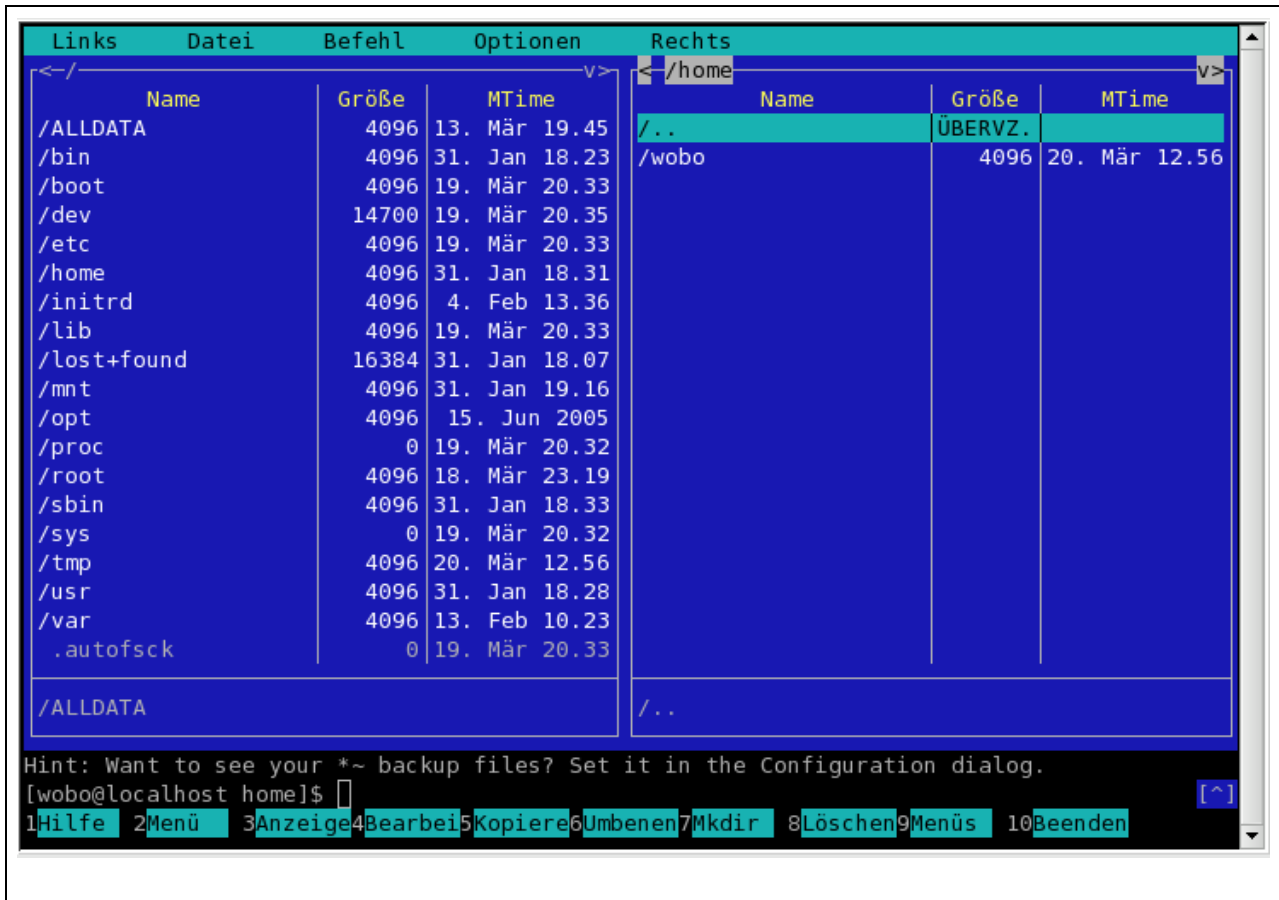 Links Datei Befehl Optionen Rechts
<-/ v> < /home v>
Name Größe MTime Name Größe MTime
/ALLDATA 4096 13. Mär 19.45 /.. ÜBERVZ.
/bin 4096 31. Jan 18.23 /wobo 4096 20. Mär 12.56
/boot 4096 19. Mär 20.33
/dev 14700 19. Mär 20.35
/etc 4096 19. Mär 20.33
/home 4096 31. Jan 18.31
/initrd 4096 4. Feb 13.36
/lib 4096 19. Mär 20.33
/lost+found 16384 31. Jan 18.07
/mnt 4096 31. Jan 19.16
/opt 4096 15. Jun 2005
/proc 0 19. Mär 20.32
/root 4096 18. Mär 23.19
/sbin 4096 31. Jan 18.33
/sys 0 19. Mär 20.32
/tmp 4096 20. Mär 12.56
/usr 4096 31. Jan 18.28
/var 4096 13. Feb 10.23
.autofsck 0 19. Mär 20.33
/ALLDATA /..
Hint: Want to see your *~ backup files? Set it in the Configuration dialog.
[wobo@localhost home]$ [^]
1Hilfe 2Menü 3Anzeige4Bearbei5Kopiere6Umbenen7Mkdir 8Löschen9Menüs 10Beenden